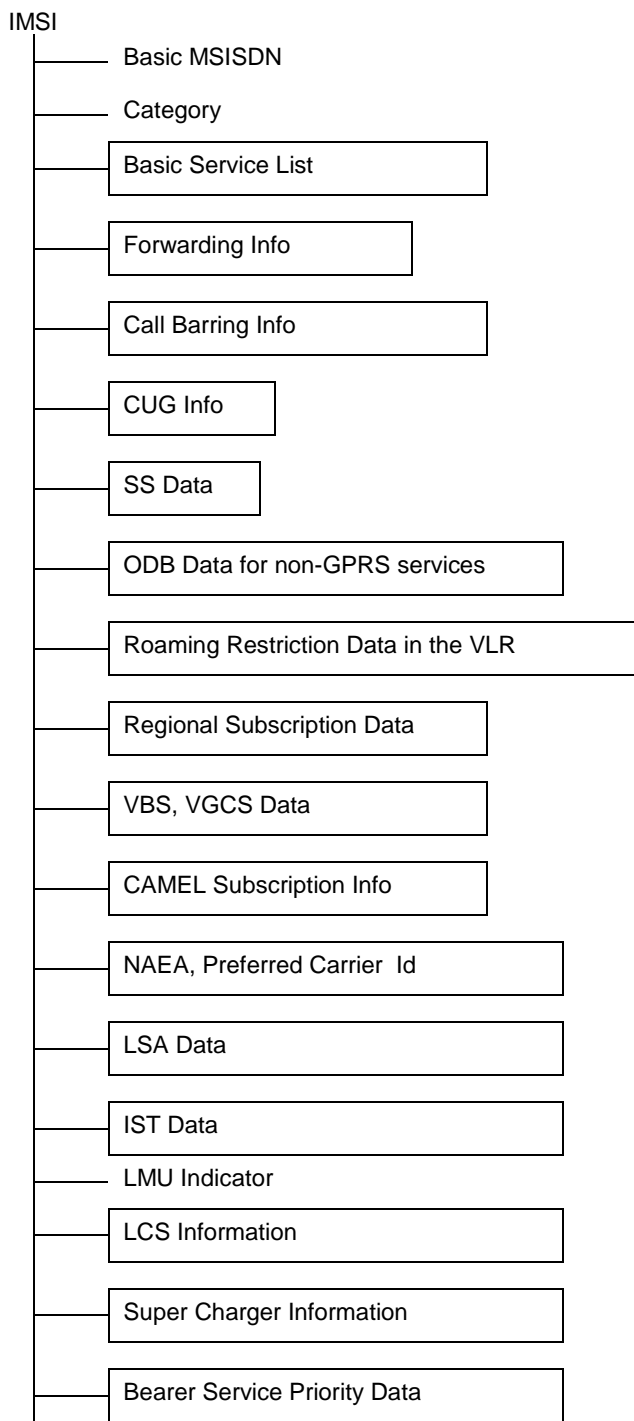 IMSI
Basic MSISDN
Category
Basic Service List
Forwarding Info
Call Barring Info
CUG Info
SS Data
ODB Data for non-GPRS services
Roaming Restriction Data in the VLR
Regional Subscription Data
VBS, VGCS Data
CAMEL Subscription Info
NAEA, Preferred Carrier  Id
LSA Data
IST Data
LMU Indicator
LCS Information
Super Charger Information
Bearer Service Priority Data